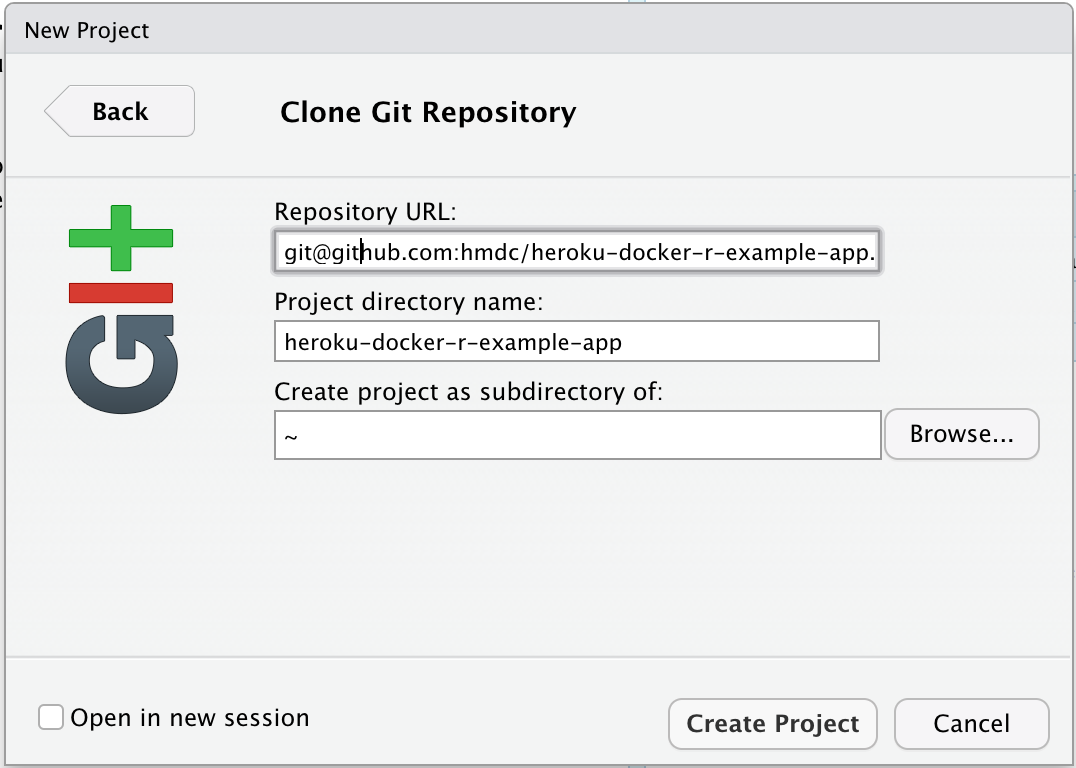 New Project
Back
Clone Git Repository
Repository URL:
git@github.com:hmdc/heroku-docker-r-example-app.
Project directory name:
heroku-docker-r-example-app
Create project as subdirectory of:
~
Browse...
GIT
Open in new session
Create Project
Cancel